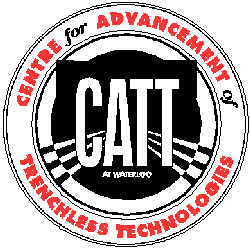 CENTRE for ADVANCEMENT of
CATT
AT WATERLOO
TRENCHLESS TECHNOLOGIES